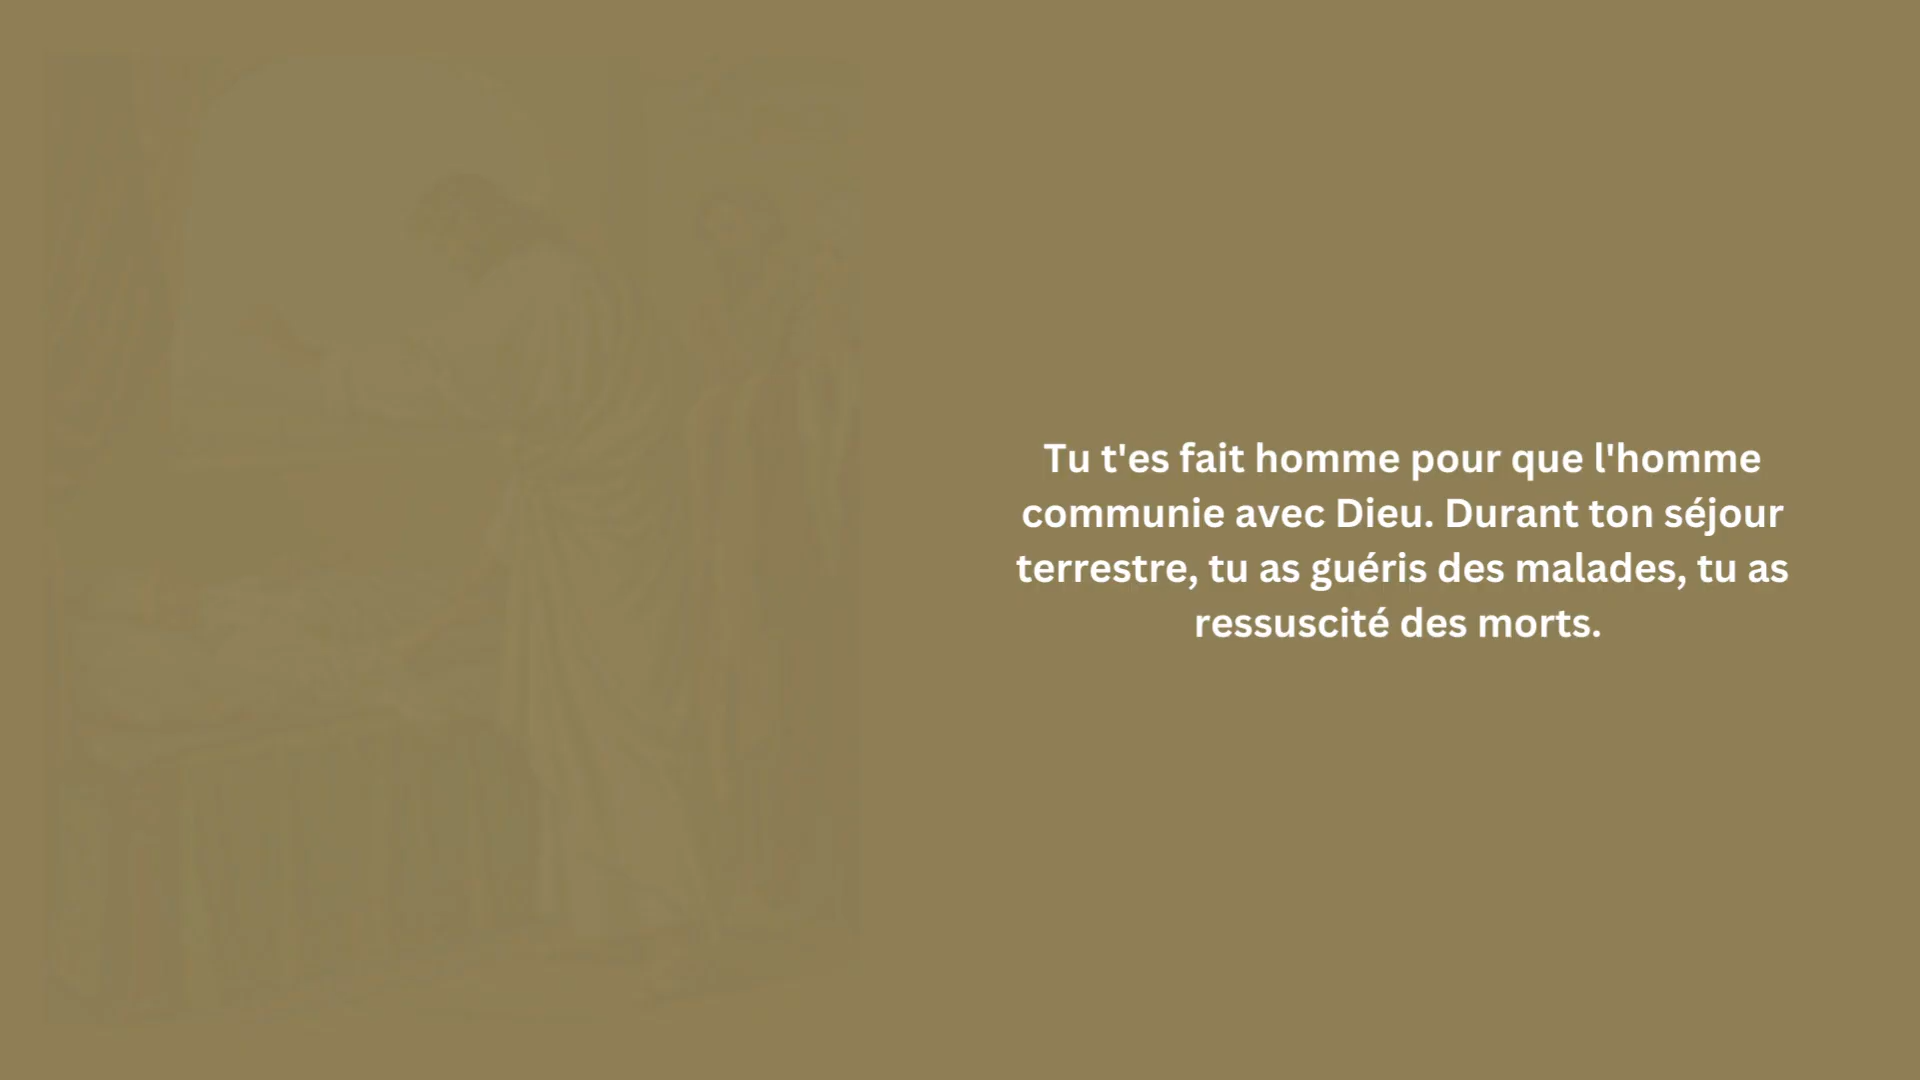 Tu t'es fait homme pour que l'homme
communie avec Dieu. Durant ton séjour
terrestre, tu as guéris des malades, tu as
ressuscité des morts.